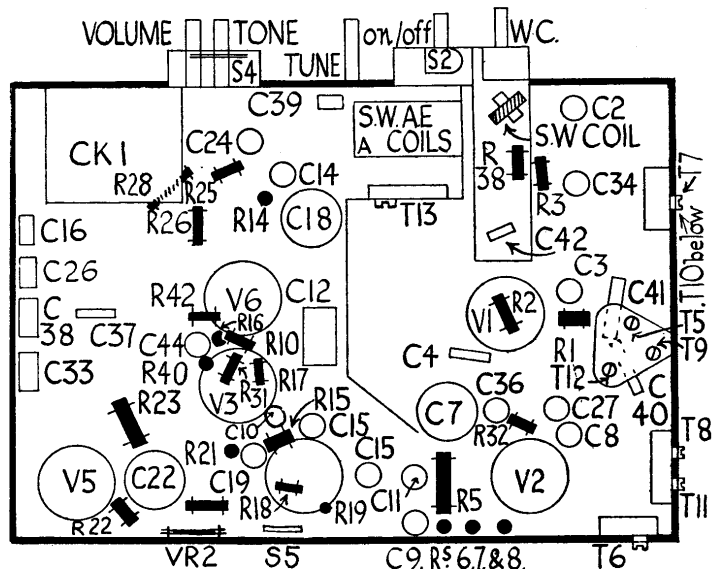 VOLUME TONE on/off W.C.
S4 TUNE S2
C39 S.W.AE C2
A COILS S.W COIL
CK1 C24 R38 C34 T7
R28 R25 C14 R3
R26 R14 C18 T13 T10 below
C16 C42
C26 C3 C41
R42 V6 C12 V1 R2 T5
C38 C37 R16 T9
C44 R10 C4 R1
C33 R40 R17 T12
V3 R31 C36 C40
R23 R15 C7 C27 T8
C10 C15 R32 C8
R21 C15
V5 C22 C19 C11 R5 V2
R18 R19 T11
R22
VR2 S5 C9. RS 6.7.&8. T6